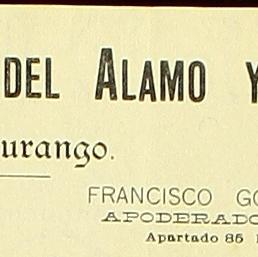 DEL ALAMO Y
urango.
FRANCISCO GO
APODERADO
Apartado 85